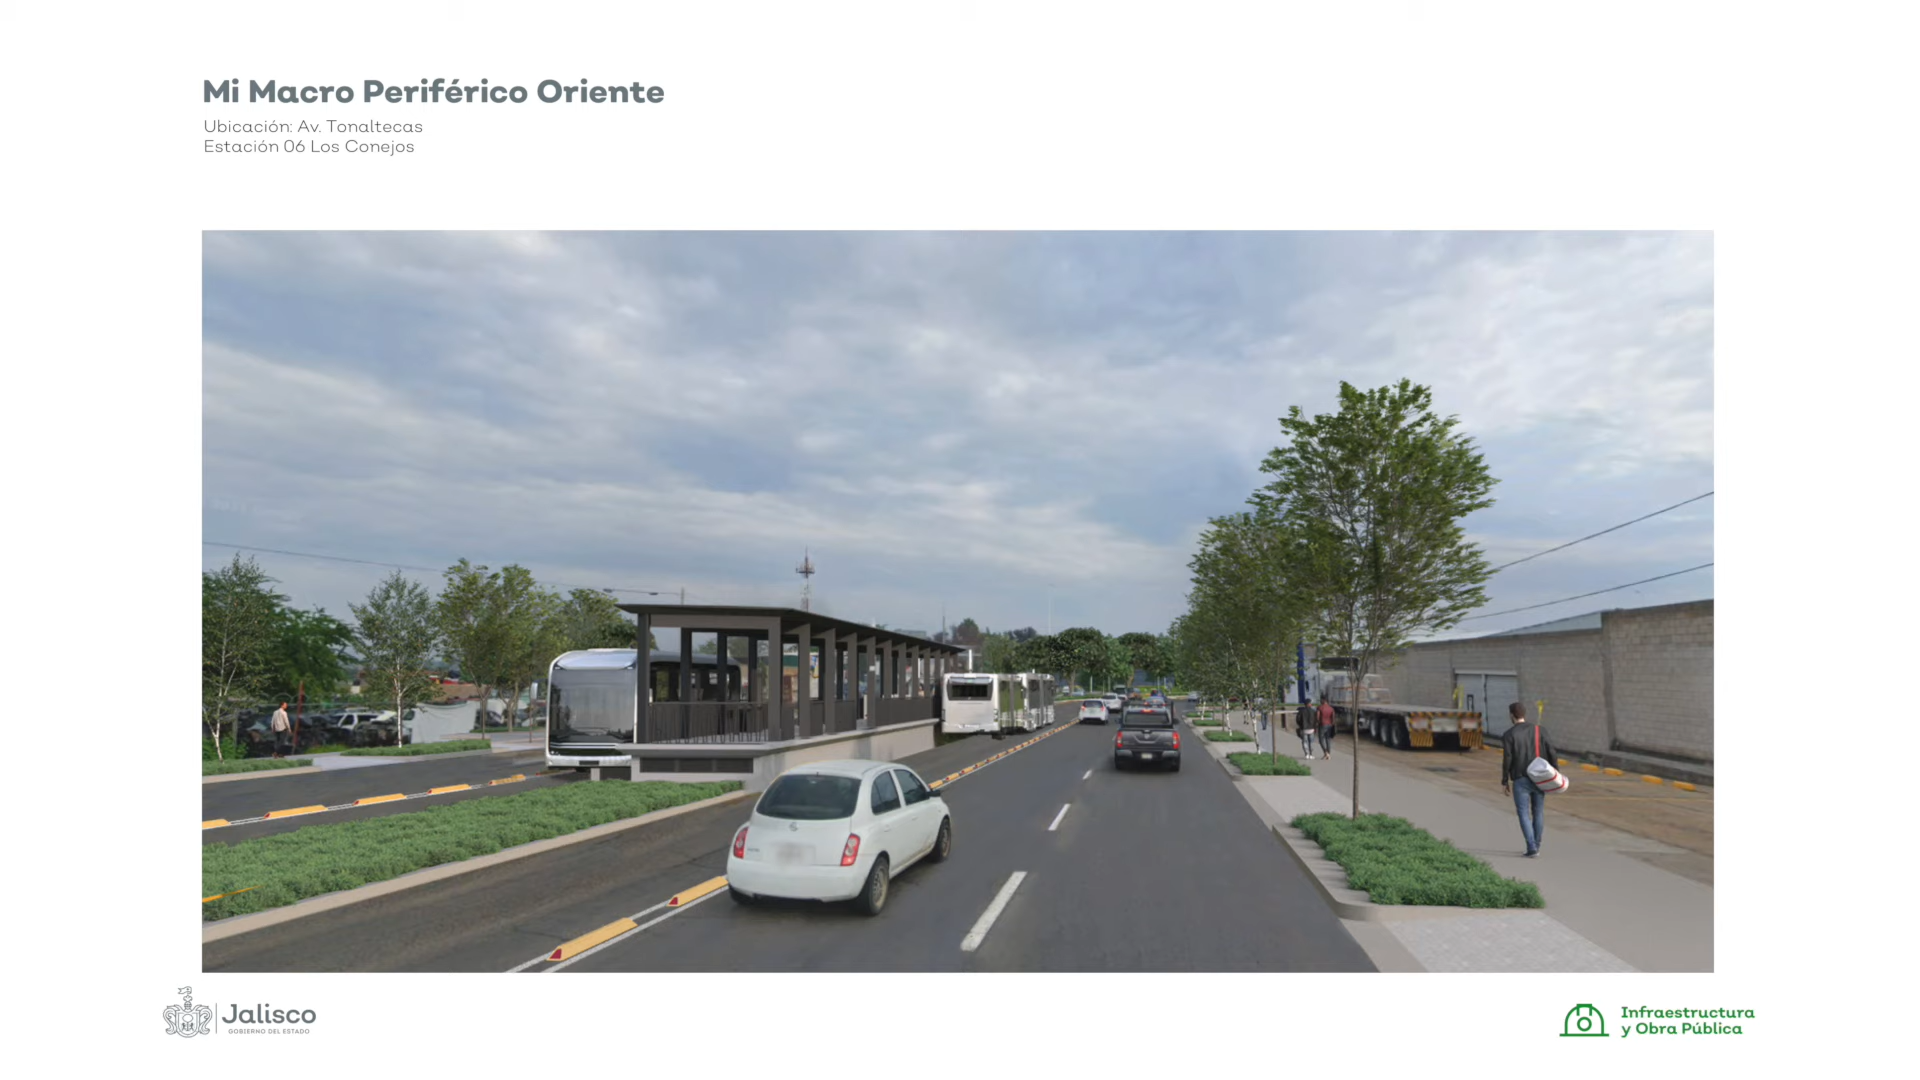 Mi Macro Periférico Oriente
Ubicación: Av. Tonaltecas
Estación 06 Los Conejos
Jalisco
GOBIERNO DEL ESTADO
Infraestructura
y Obra Pública